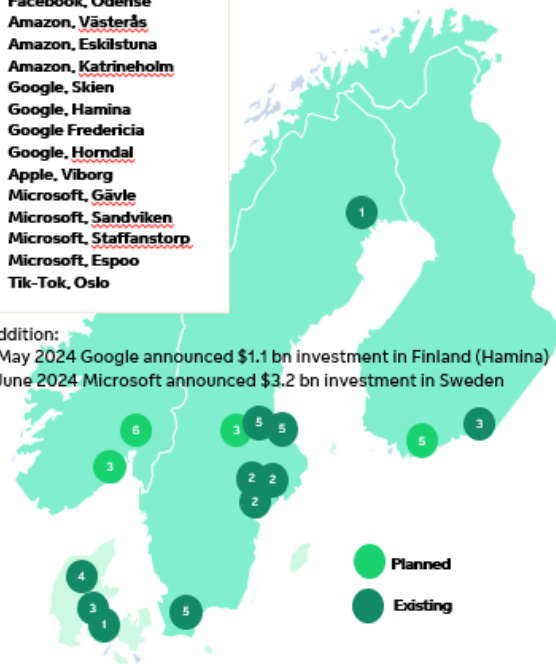 Facebook, Odense
Amazon, Västerås
Amazon, Eskilstuna
Amazon, Katrineholm
Google, Skien
Google, Hamina
Google Fredericia
Google, Horndal
Apple, Viborg
Microsoft, Gävle
Microsoft, Sandviken
Microsoft, Staffanstorp
Microsoft, Espoo
Tik-Tok, Oslo
ddition:
May 2024 Google announced $1.1 bn investment in Finland (Hamina)
June 2024 Microsoft announced $3.2 bn investment in Sweden
1
6
3
5
5
5
3
3
2
2
2
4
3
1
5
Planned
Existing